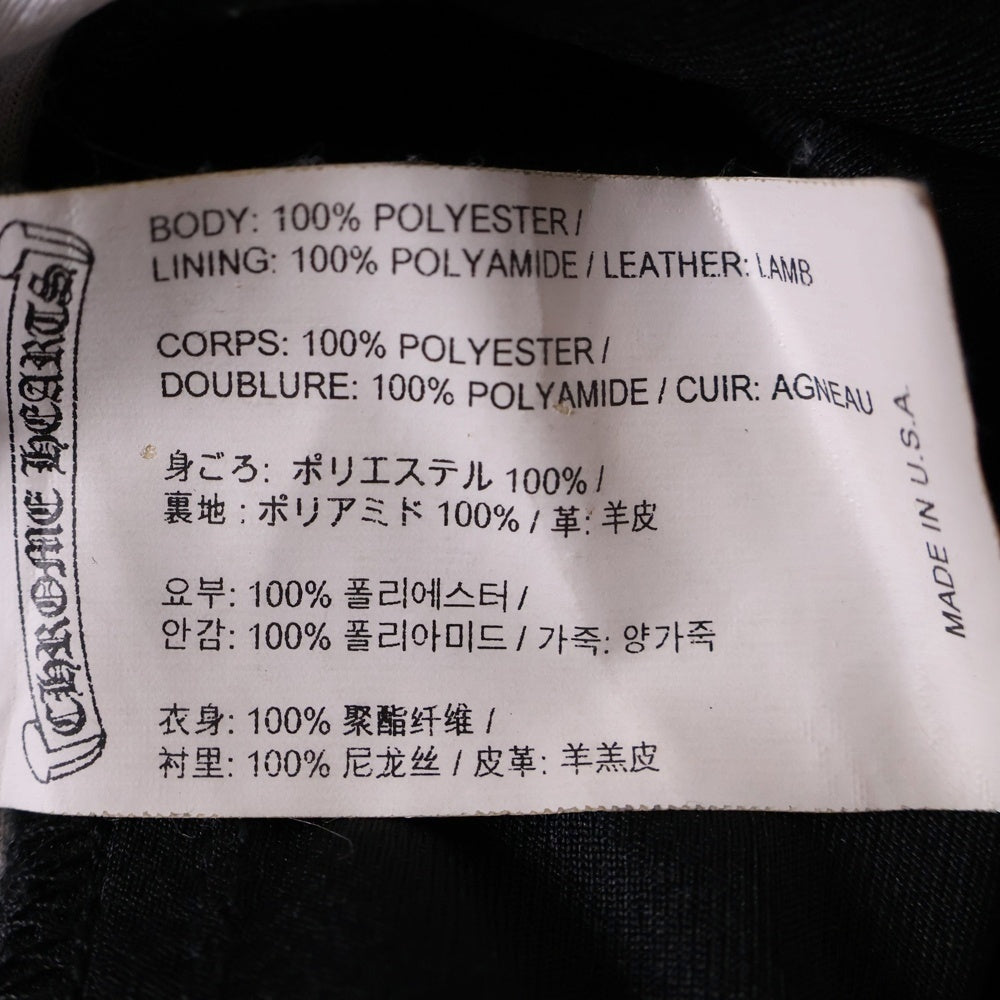 CHROME HEARTS
BODY: 100% POLYESTER /
LINING: 100% POLYAMIDE / LEATHER: LAMB
CORPS: 100% POLYESTER /
DOUBLURE: 100% POLYAMIDE / CUIR: AGNEAU
身ごろ: ポリエステル 100% /
裏地 : ポリアミド 100% / 革: 羊皮
요부: 100% 폴리에스터 /
안감: 100% 폴리아미드 / 가죽: 양가죽
衣身: 100% 聚酯纤维 /
衬里: 100% 尼龙丝 / 皮革: 羊羔皮
MADE IN U.S.A.